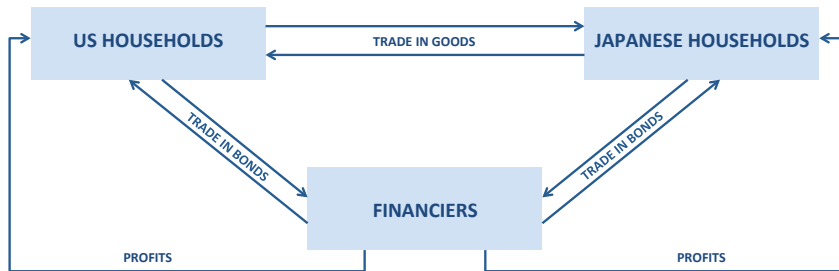 US HOUSEHOLDS
TRADE IN GOODS
JAPANESE HOUSEHOLDS
TRADE IN BONDS
TRADE IN BONDS
FINANCIERS
PROFITS
PROFITS